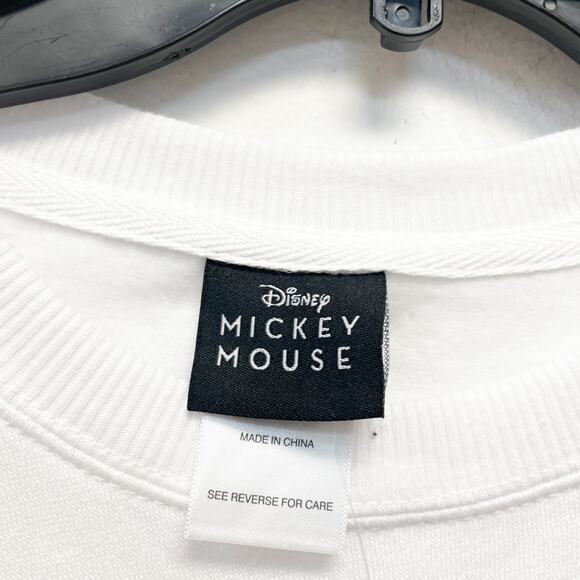 Disney
MICKEY
MOUSE
MADE IN CHINA
SEE REVERSE FOR CARE